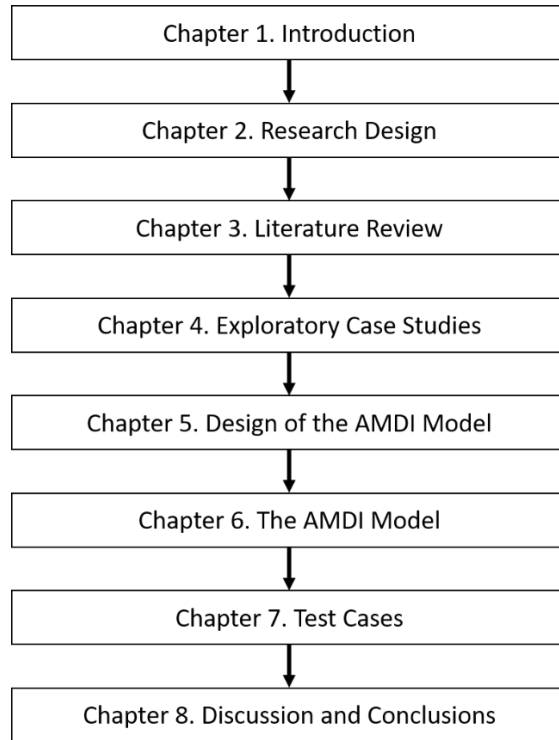 Chapter 1. Introduction
Chapter 2. Research Design
Chapter 3. Literature Review
Chapter 4. Exploratory Case Studies
Chapter 5. Design of the AMDI Model
Chapter 6. The AMDI Model
Chapter 7. Test Cases
Chapter 8. Discussion and Conclusions